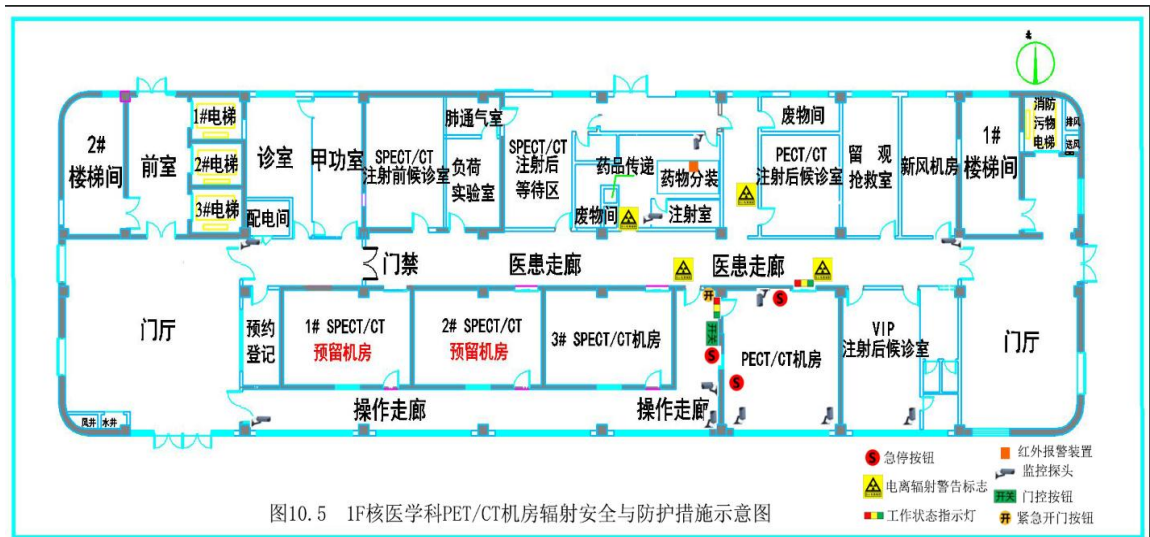 北
1#电梯
2#电梯
3#电梯
2#
楼梯间
前室
诊室
配电间
甲功室
SPECT/CT
注射前候诊室
肺通气室
负荷
实验室
SPECT/CT
注射后
等待区
药品传递
废物间
药物分装
注射室
废物间
PECT/CT
注射后候诊室
留 观
抢救室
新风机房
1#
楼梯间
消防
污物
电梯
排风
送风
门禁
医患走廊
医患走廊
门厅
预约
登记
1# SPECT/CT
预留机房
2# SPECT/CT
预留机房
3# SPECT/CT机房
开
开关
S
S
S
PECT/CT机房
VIP
注射后候诊室
门厅
风井
水井
操作走廊
操作走廊
S 急停按钮
电离辐射警告标志
工作状态指示灯
红外报警装置
监控探头
开关 门控按钮
开 紧急开门按钮
图10.5 1F核医学科PET/CT机房辐射安全与防护措施示意图